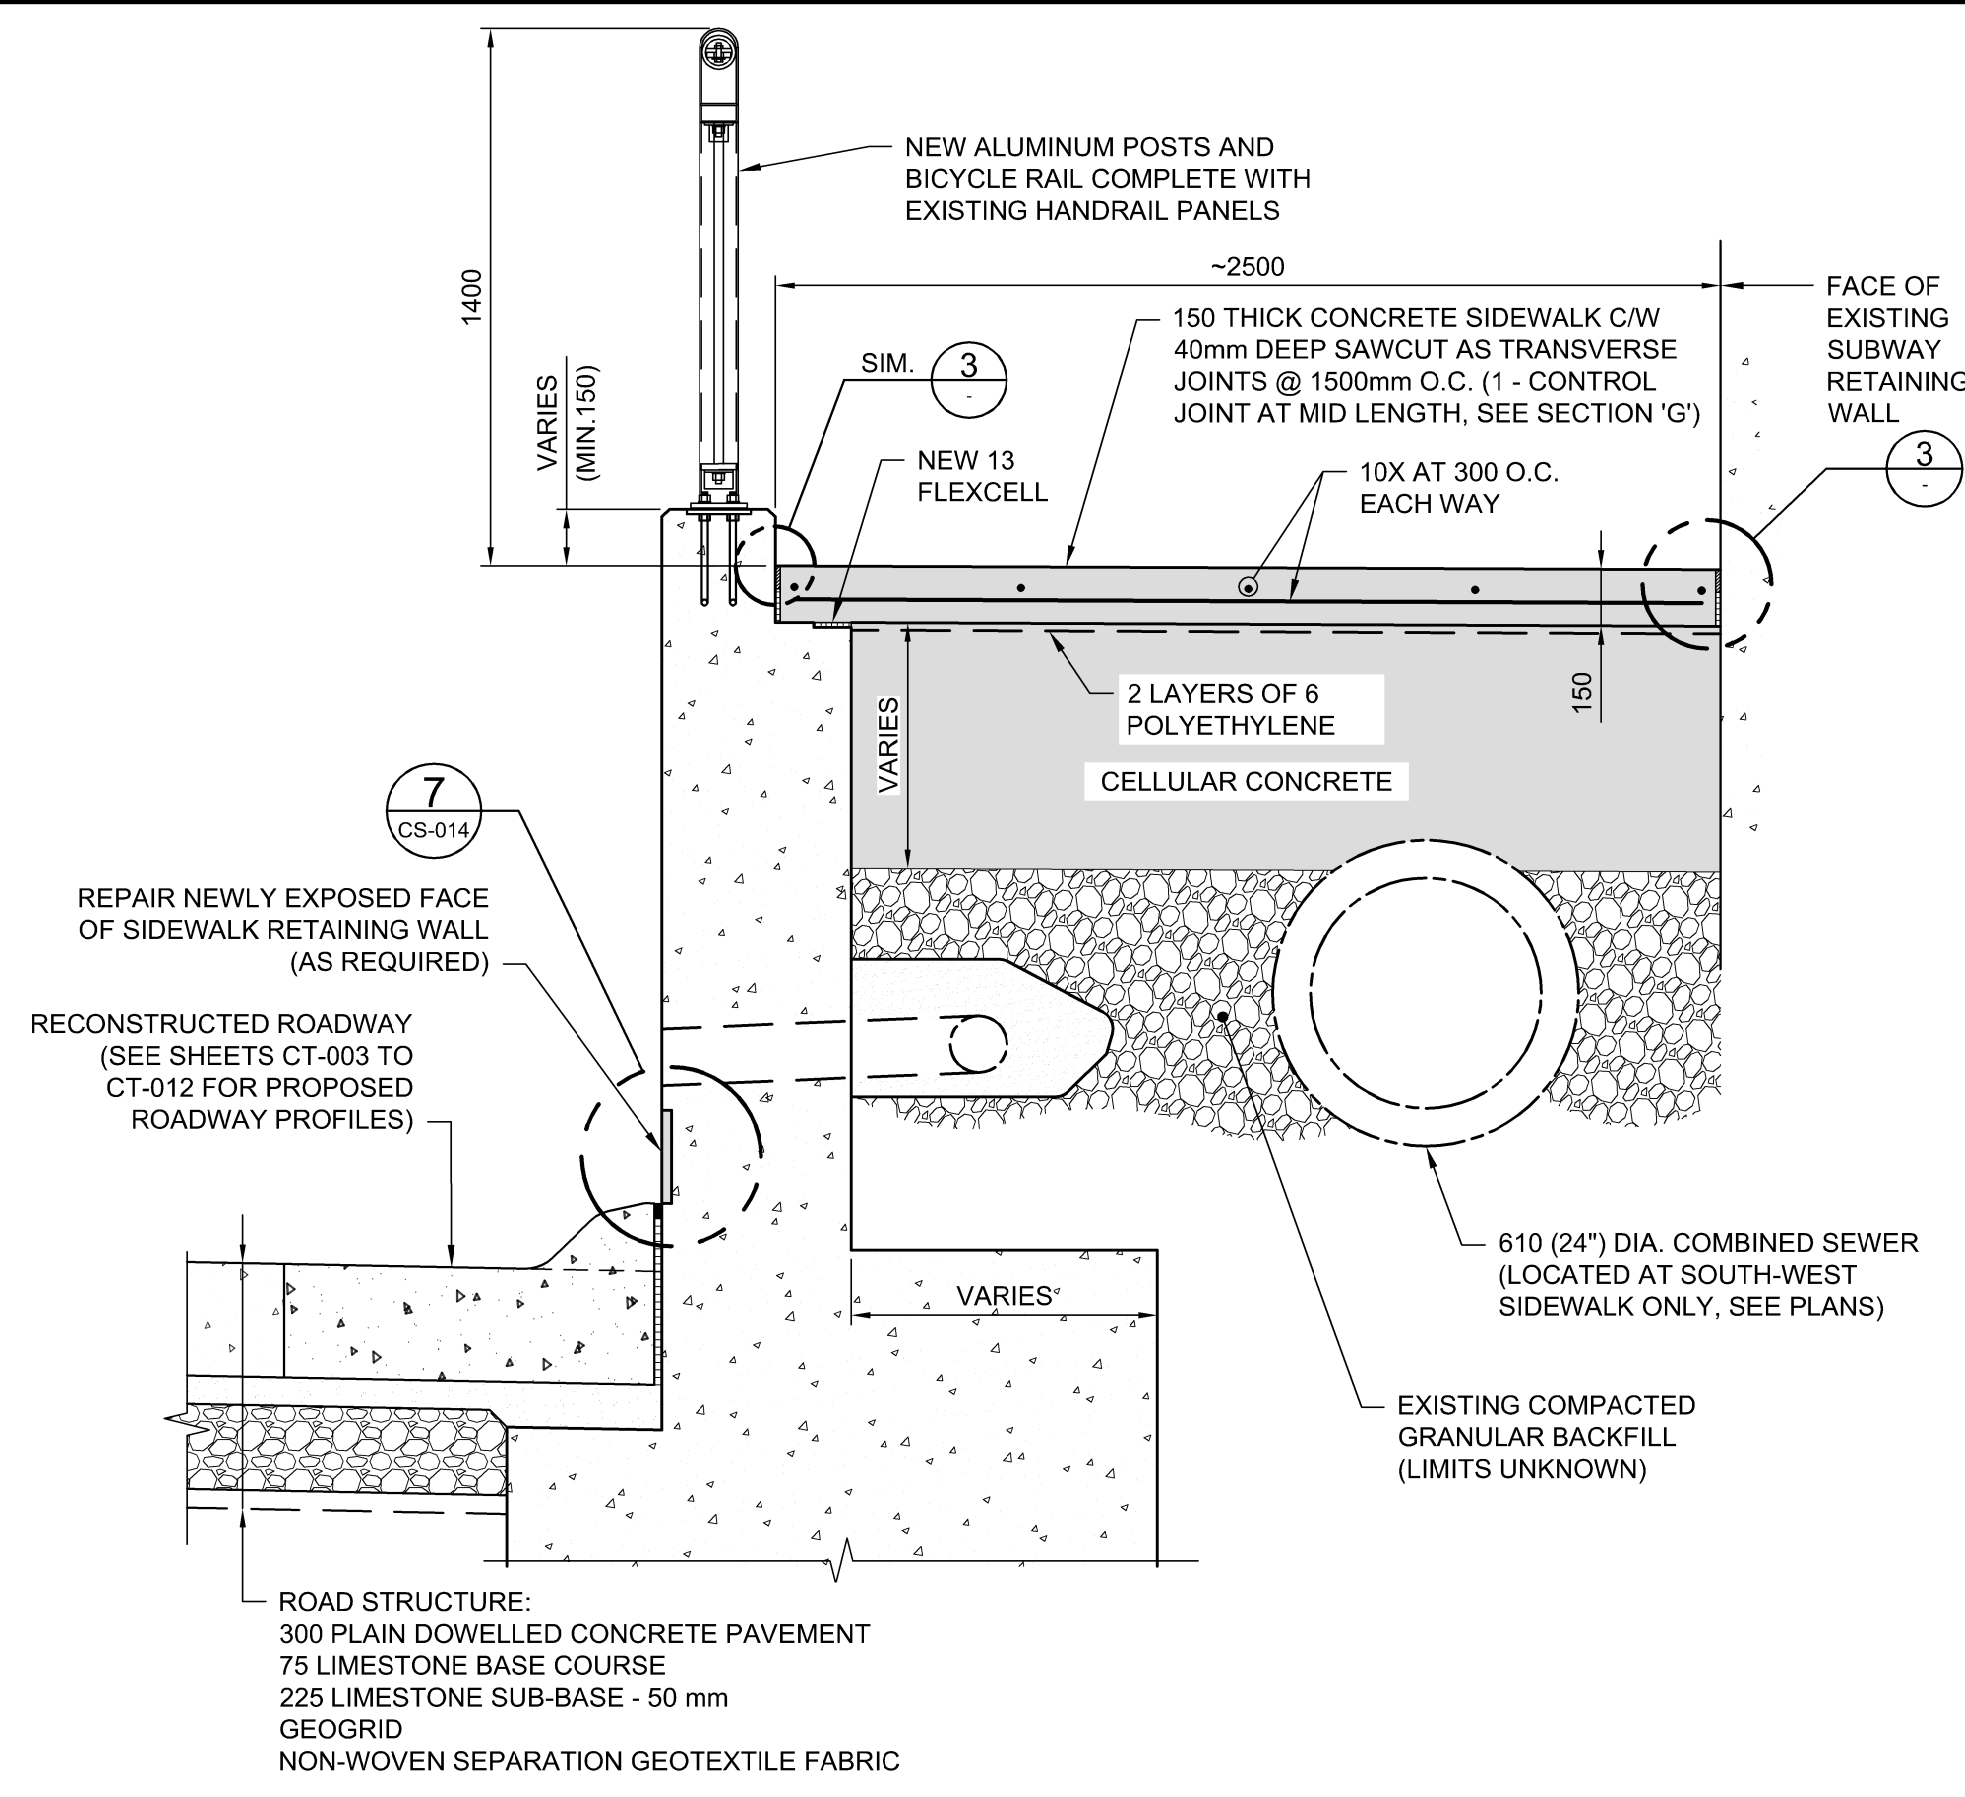 1400
NEW ALUMINUM POSTS AND
BICYCLE RAIL COMPLETE WITH
EXISTING HANDRAIL PANELS
~2500
FACE OF
EXISTING
SUBWAY
RETAINING
WALL
150 THICK CONCRETE SIDEWALK C/W
40mm DEEP SAWCUT AS TRANSVERSE
JOINTS @ 1500mm O.C. (1 - CONTROL
JOINT AT MID LENGTH, SEE SECTION 'G')
SIM.
3
-
VARIES
(MIN.150)
NEW 13
FLEXCELL
10X AT 300 O.C.
EACH WAY
3
-
2 LAYERS OF 6
POLYETHYLENE
150
VARIES
CELLULAR CONCRETE
7
CS-014
REPAIR NEWLY EXPOSED FACE
OF SIDEWALK RETAINING WALL
(AS REQUIRED)
RECONSTRUCTED ROADWAY
(SEE SHEETS CT-003 TO
CT-012 FOR PROPOSED
ROADWAY PROFILES)
610 (24") DIA. COMBINED SEWER
(LOCATED AT SOUTH-WEST
SIDEWALK ONLY, SEE PLANS)
VARIES
EXISTING COMPACTED
GRANULAR BACKFILL
(LIMITS UNKNOWN)
ROAD STRUCTURE:
300 PLAIN DOWELLED CONCRETE PAVEMENT
75 LIMESTONE BASE COURSE
225 LIMESTONE SUB-BASE - 50 mm
GEOGRID
NON-WOVEN SEPARATION GEOTEXTILE FABRIC